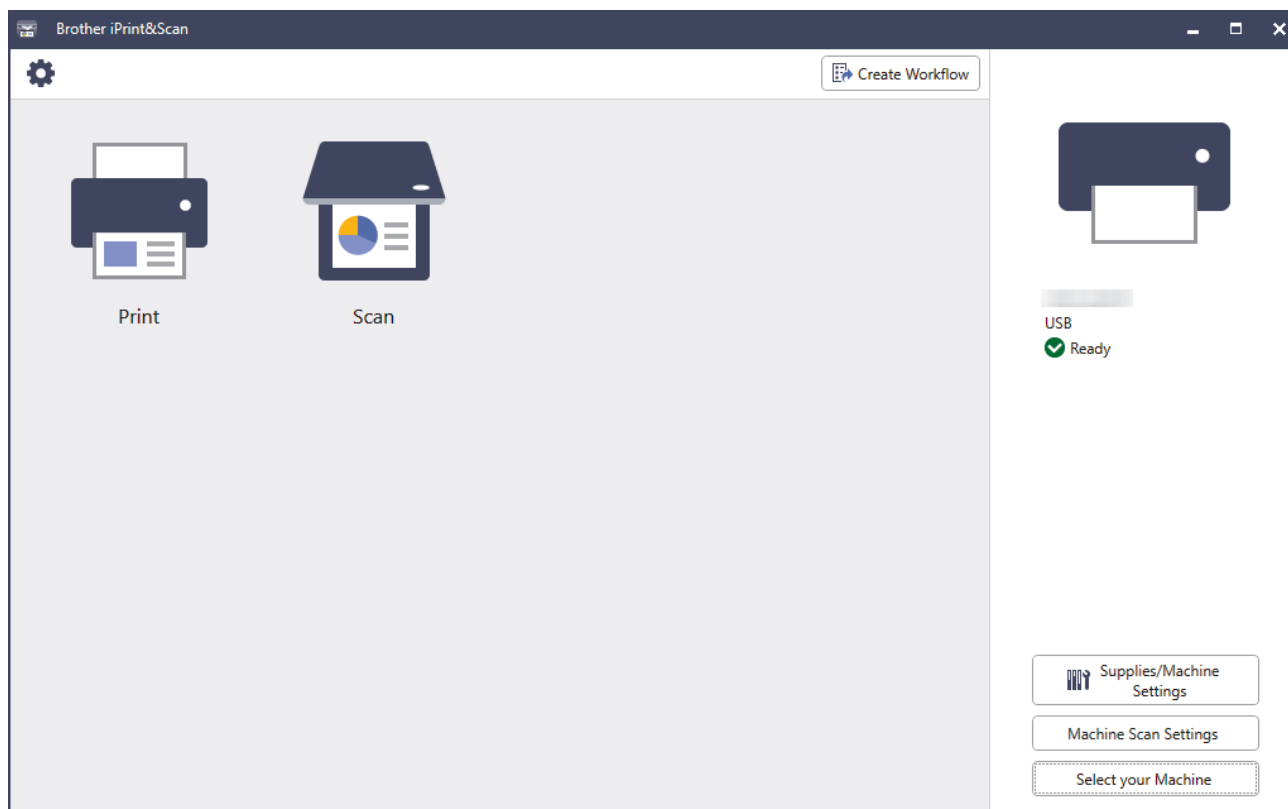 Brother iPrint&Scan
Create Workflow
Print
Scan
USB
Ready
Supplies/Machine
Settings
Machine Scan Settings
Select your Machine